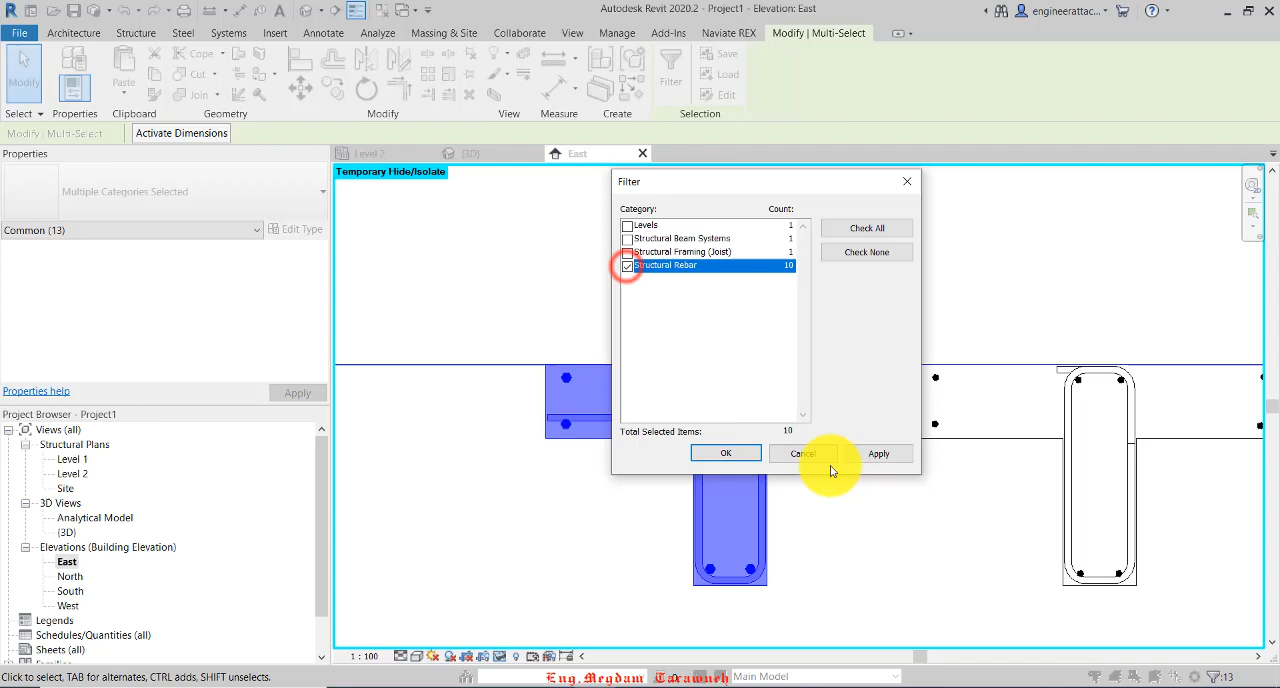 Autodesk Revit 2020.2 - Project1 - Elevation: East
engineerattac...
File Architecture Structure Steel Systems Insert Annotate Analyze Massing & Site Collaborate View Manage Add-Ins Navate REX Modify | Multi-Select
Modify
Paste
Cope
Cut
Join
Filter
Save
Load
Edit
Select Properties Clipboard Geometry Modify View Measure Create Selection
Modify | Multi-Select Activate Dimensions
Properties
Level 2 {3D} East
Multiple Categories Selected
Common (13) Edit Type
Properties help Apply
Project Browser - Project1
Views (all)
Structural Plans
Level 1
Level 2
Site
3D Views
Analytical Model
{3D}
Elevations (Building Elevation)
East
North
South
West
Legends
Schedules/Quantities (all)
Sheets (all)
Temporary Hide/Isolate
Filter
Category: Count:
Levels 1
Structural Beam Systems 1
Structural Framing (Joist) 1
Structural Rebar 10
Check All
Check None
Total Selected Items: 10
OK Cancel Apply
1 : 100
Click to select, TAB for alternates, CTRL adds, SHIFT unselects.
Eng.Megdam Tarawneh
Main Model
:13